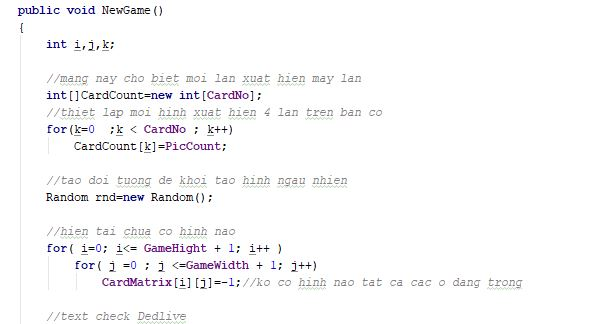 public void NewGame()
{
int i,j,k;
//mang nay cho biet moi lan xuat hien may lan
int[]CardCount=new int[CardNo];
//thiet lap moi hinh xuat hien 4 lan tren ban co
for(k=0  ;k < CardNo ; k++)
CardCount[k]=PicCount;
//tao doi tuong de khoi tao hinh ngau nhien
Random rnd=new Random();
//hien tai chua co hinh nao
for( i=0; i<= GameHight + 1; i++ )
for( j =0 ; j <=GameWidth + 1; j++)
CardMatrix[i][j]=-1;//ko co hinh nao tat ca cac o dang trong
//text check Dedlive